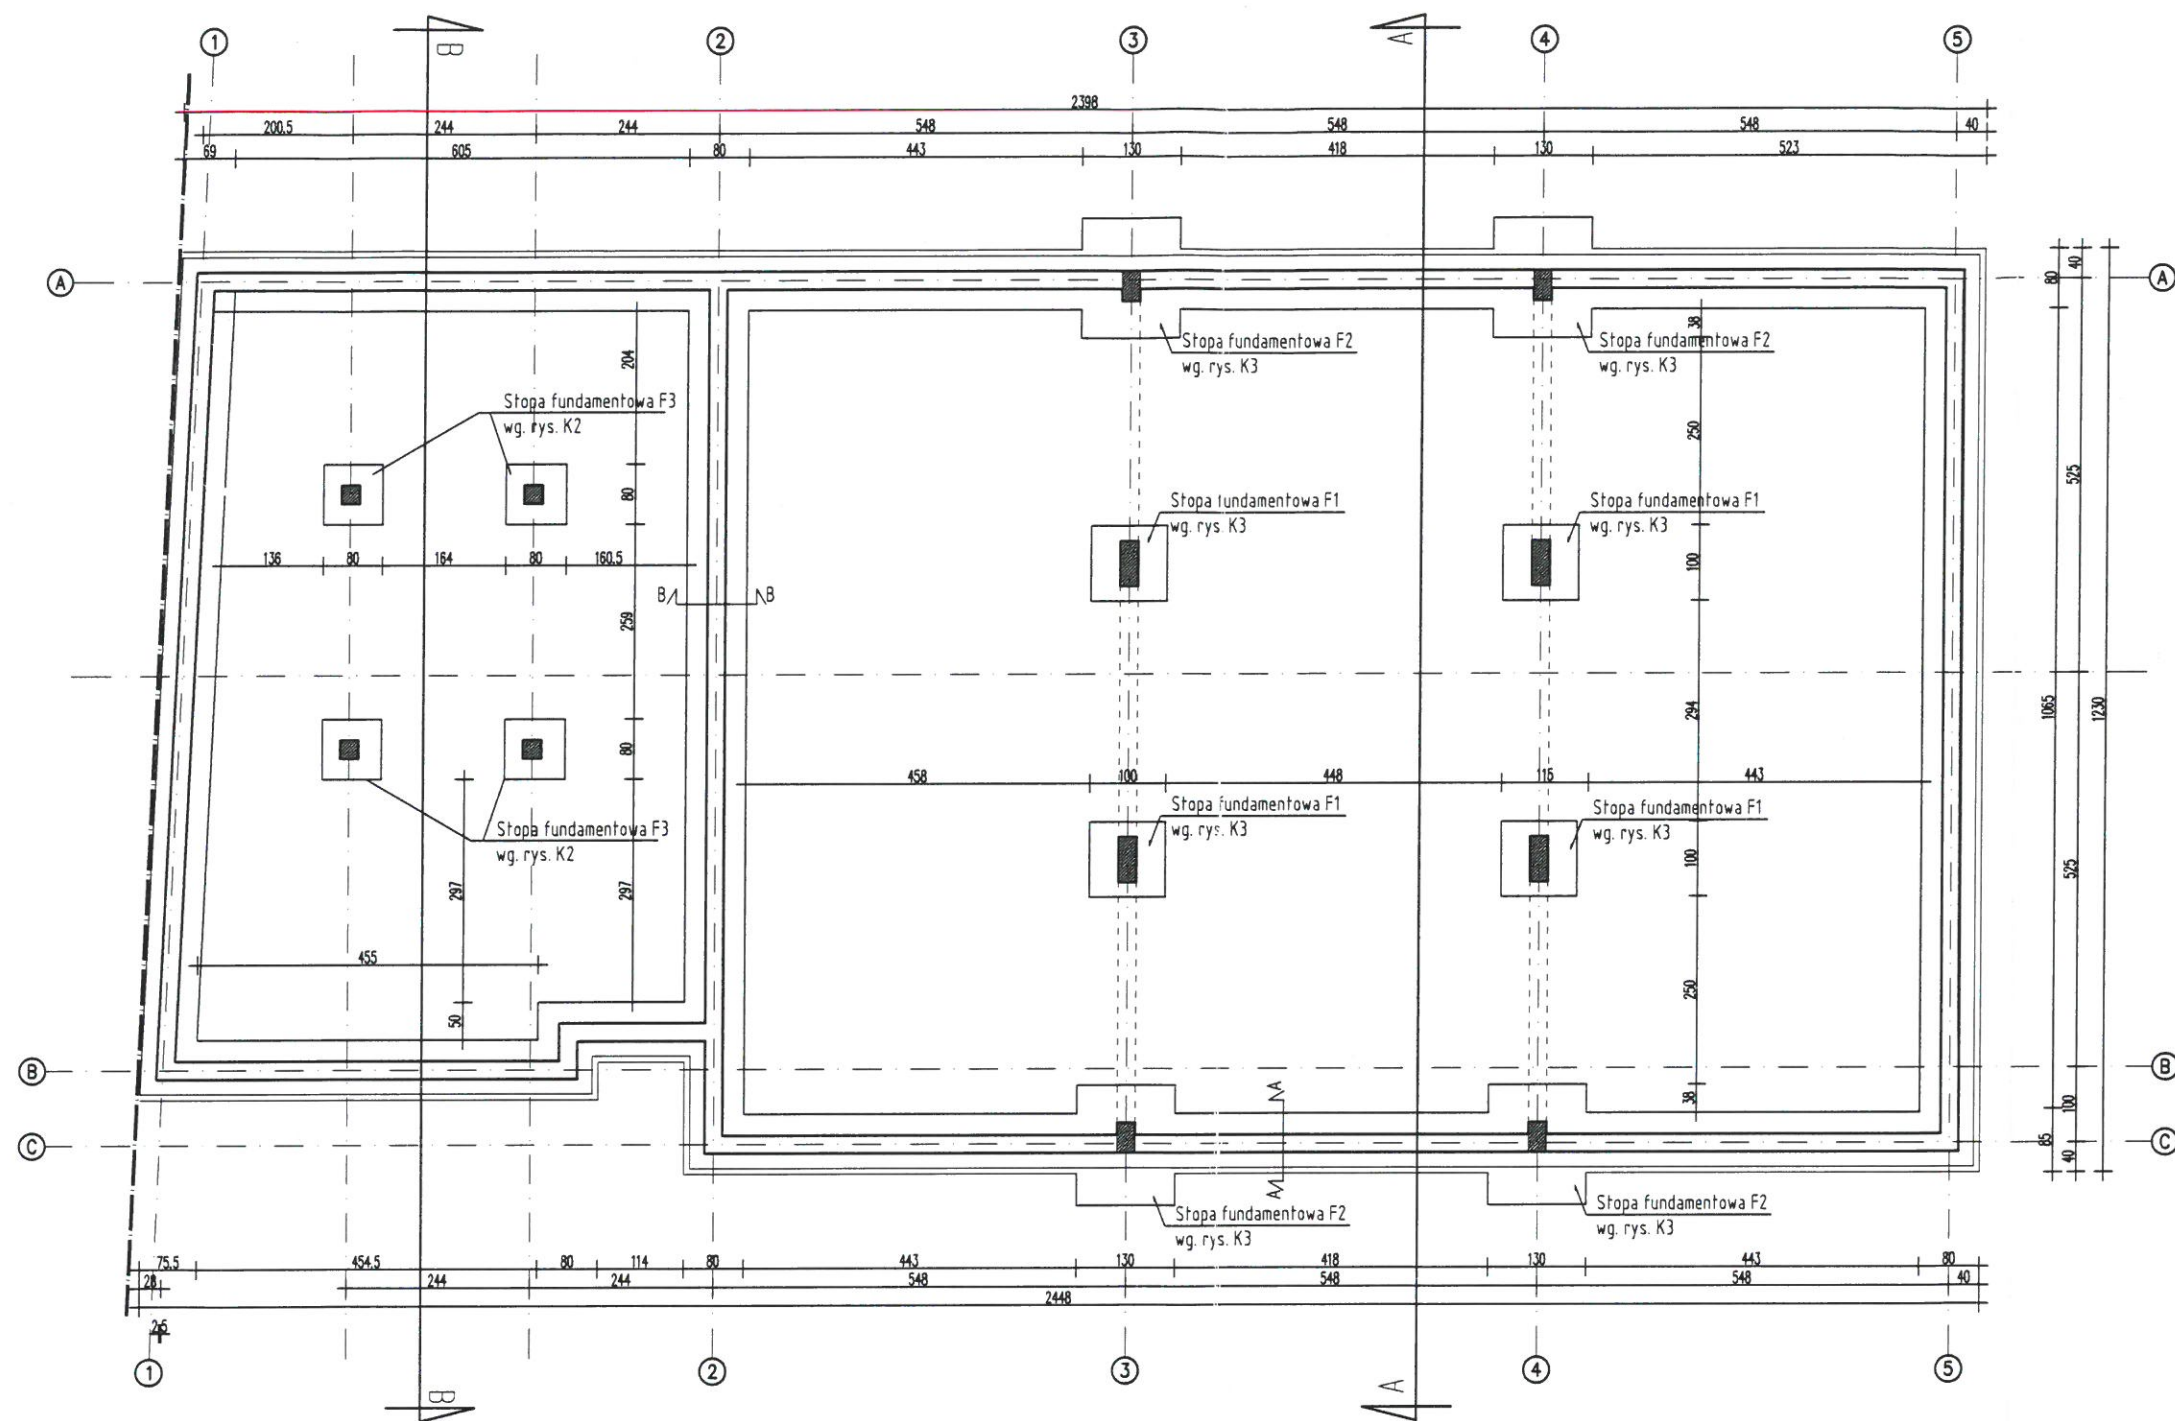 1
B
2
3
A
4
5
2398
200.5 244 244 548 548 548 40
69 605 80 443 130 418 130 523
A
A
40
80
38
204
Stopa fundamentowa F2
wg. rys. K3
Stopa fundamentowa F2
wg. rys. K3
Stopa fundamentowa F3
wg. rys. K2
250
525
80
Stopa fundamentowa F1
wg. rys. K3
Stopa fundamentowa F1
wg. rys. K3
136 80 164 80 160.5
100
B B
259
1065
1230
294
80
458 100 448 115 443
Stopa fundamentowa F1
wg. rys. K3
Stopa fundamentowa F1
wg. rys. K3
Stopa fundamentowa F3
wg. rys. K2
100
525
297
297
455
250
50
B
B
A
38
100
C
C
85
40
A
Stopa fundamentowa F2
wg. rys. K3
Stopa fundamentowa F2
wg. rys. K3
75.5 454.5 80 114 80 443 130 418 130 443 80
28 244 244 548 548 548 40
2448
2.5
1
B
2
3
A
4
5